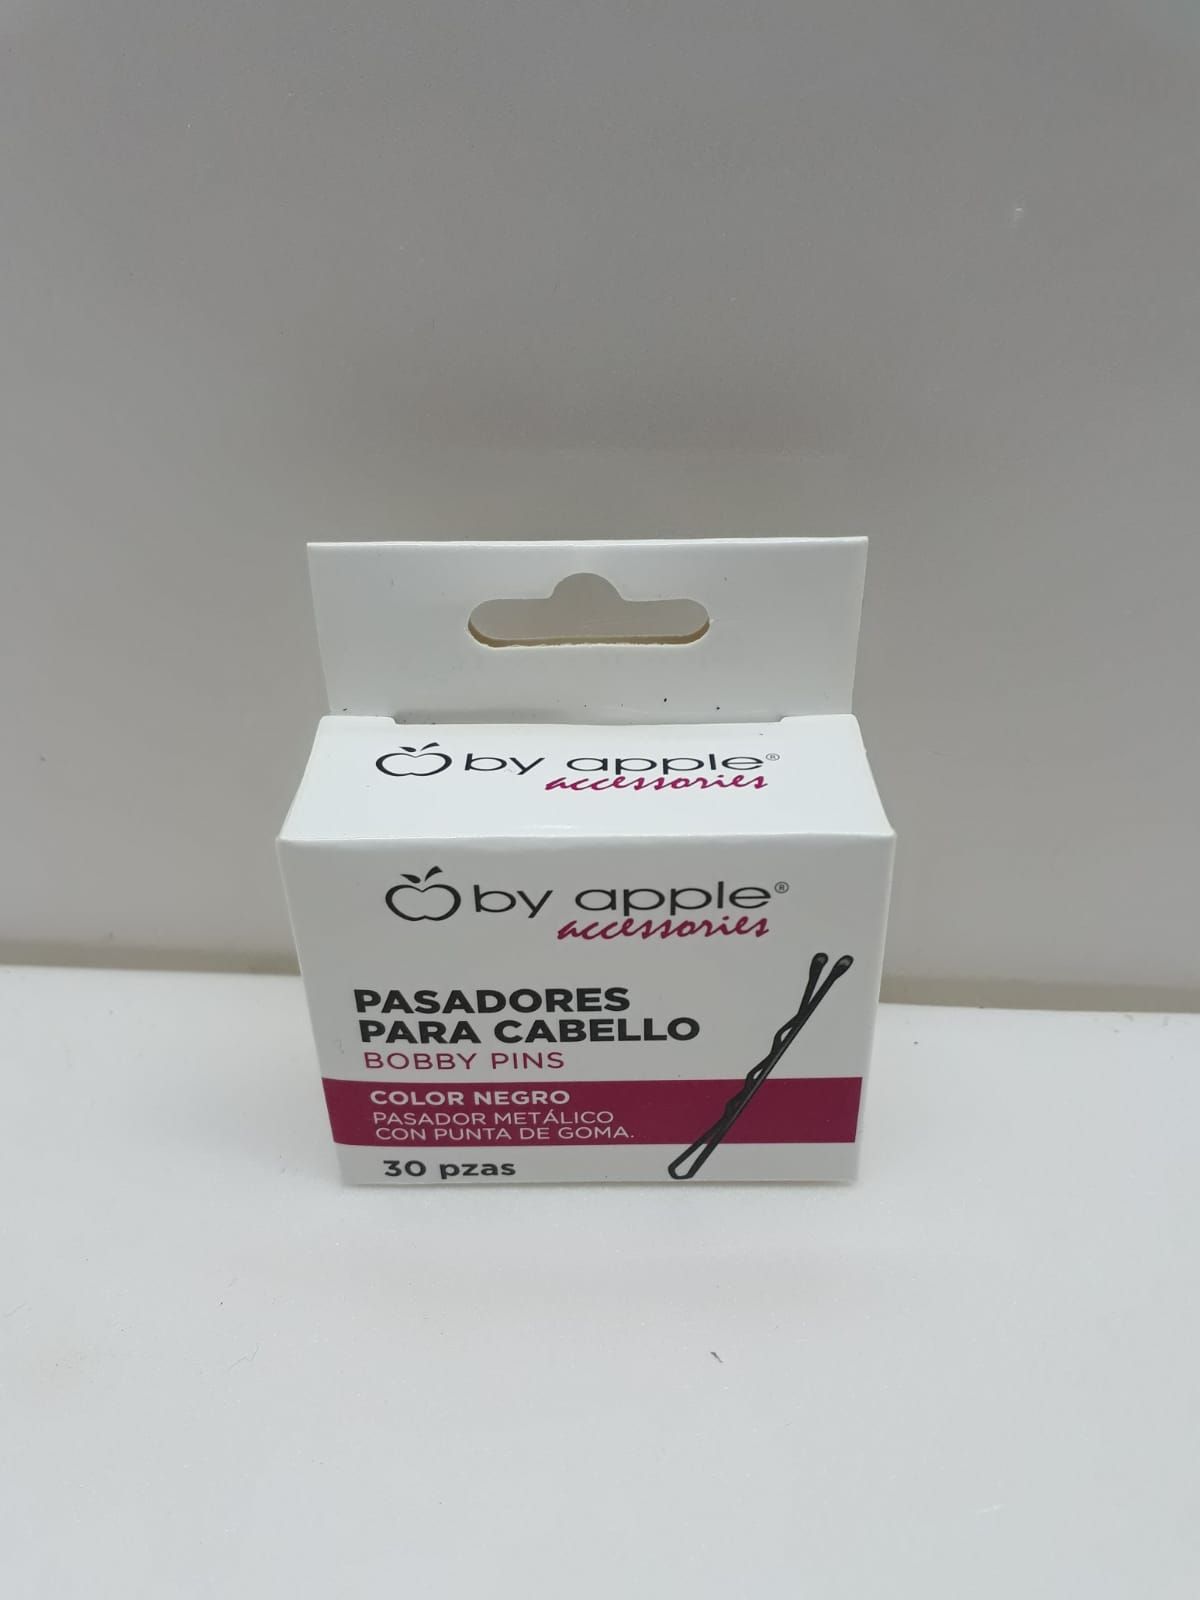 by apple®
accessories
by apple®
accessories
PASADORES
PARA CABELLO
BOBBY PINS
COLOR NEGRO
PASADOR METÁLICO
CON PUNTA DE GOMA.
30 pzas